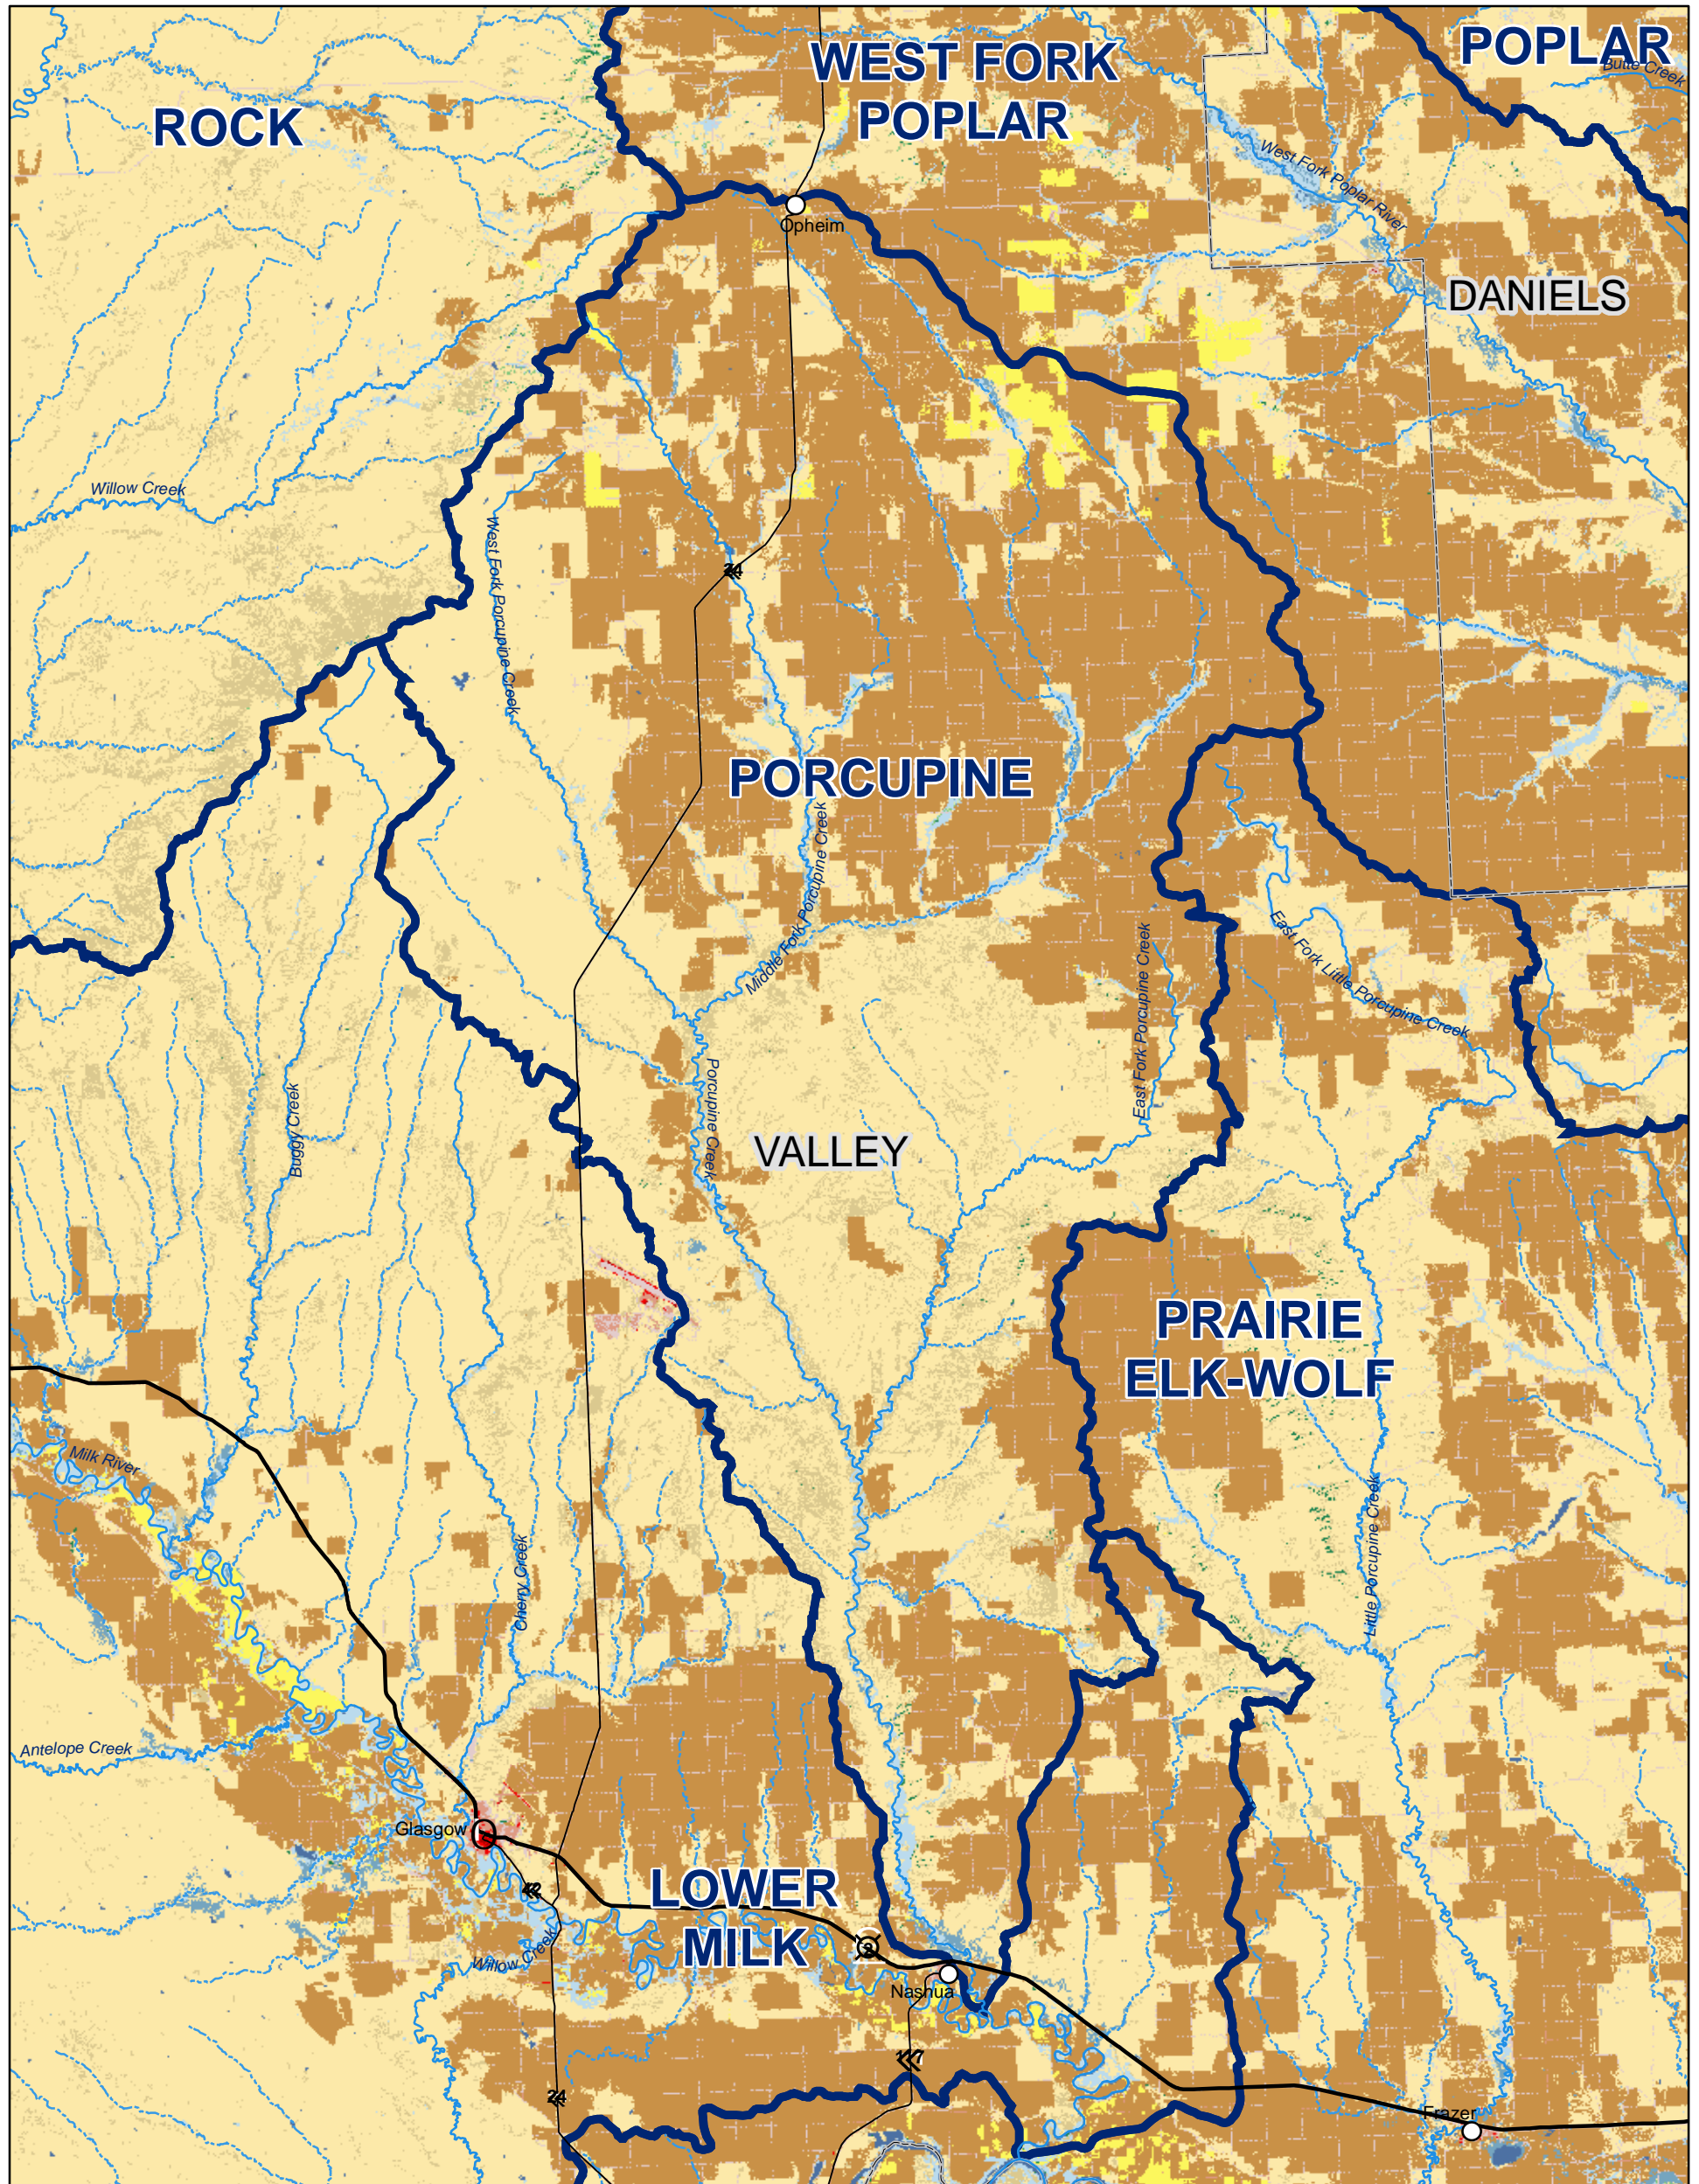 WEST FORK
POPLAR
POPLAR
Butte Creek
ROCK
West Fork Poplar River
Opheim
DANIELS
Willow Creek
West Fork Porcupine Creek
24
PORCUPINE
Middle Fork Porcupine Creek
East Fork Porcupine Creek
East Fork Little Porcupine Creek
Buggy Creek
Porcupine Creek
VALLEY
PRAIRIE
ELK-WOLF
Milk River
Little Porcupine Creek
Cherry Creek
Antelope Creek
Glasgow
LOWER
MILK
42
2
Willow Creek
Nashua
117
24
Frazer